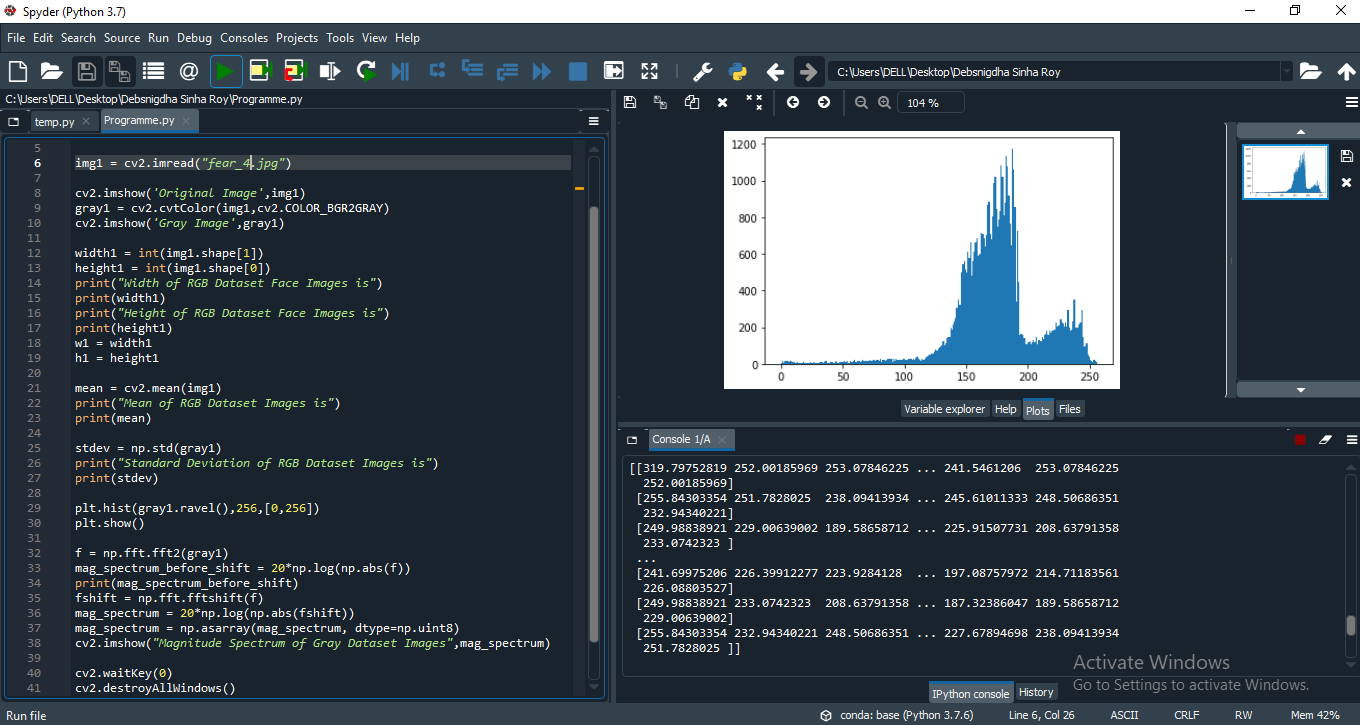 Spyder (Python 3.7)
File Edit Search Source Run Debug Consoles Projects Tools View Help
C:\Users\DELL\Desktop\Debsnigdha Sinha Roy
C:\Users\DELL\Desktop\Debsnigdha Sinha Roy\Programme.py
temp.py Programme.py
5
6 img1 = cv2.imread("fear_4.jpg")
7
8 cv2.imshow('Original Image',img1)
9 gray1 = cv2.cvtColor(img1,cv2.COLOR_BGR2GRAY)
10 cv2.imshow('Gray Image',gray1)
11
12 width1 = int(img1.shape[1])
13 height1 = int(img1.shape[0])
14 print("Width of RGB Dataset Face Images is")
15 print(width1)
16 print("Height of RGB Dataset Face Images is")
17 print(height1)
18 w1 = width1
19 h1 = height1
20
21 mean = cv2.mean(img1)
22 print("Mean of RGB Dataset Images is")
23 print(mean)
24
25 stdev = np.std(gray1)
26 print("Standard Deviation of RGB Dataset Images is")
27 print(stdev)
28
29 plt.hist(gray1.ravel(),256,[0,256])
30 plt.show()
31
32 f = np.fft.fft2(gray1)
33 mag_spectrum_before_shift = 20*np.log(np.abs(f))
34 print(mag_spectrum_before_shift)
35 fshift = np.fft.fftshift(f)
36 mag_spectrum = 20*np.log(np.abs(fshift))
37 mag_spectrum = np.asarray(mag_spectrum, dtype=np.uint8)
38 cv2.imshow("Magnitude Spectrum of Gray Dataset Images",mag_spectrum)
39
40 cv2.waitKey(0)
41 cv2.destroyAllWindows()
104 %
1200
1000
800
600
400
200
0
0 50 100 150 200 250
Variable explorer Help Plots Files
Console 1/A
[[319.79752819 252.00185969 253.07846225 ... 241.5461206 253.07846225
252.00185969]
[255.84303354 251.7828025 238.09413934 ... 245.61011333 248.50686351
232.94340221]
[249.98838921 229.00639002 189.58658712 ... 225.91507731 208.63791358
233.0742323 ]
...
[241.69975206 226.39912277 223.9284128 ... 197.08757972 214.71183561
226.08803527]
[249.98838921 233.0742323 208.63791358 ... 187.32386047 189.58658712
229.00639002]
[255.84303354 232.94340221 248.50686351 ... 227.67894698 238.09413934
251.7828025 ]]
Activate Windows
Go to Settings to activate Windows.
IPython console History
Run file
conda: base (Python 3.7.6) Line 6, Col 26 ASCII CRLF RW Mem 42%